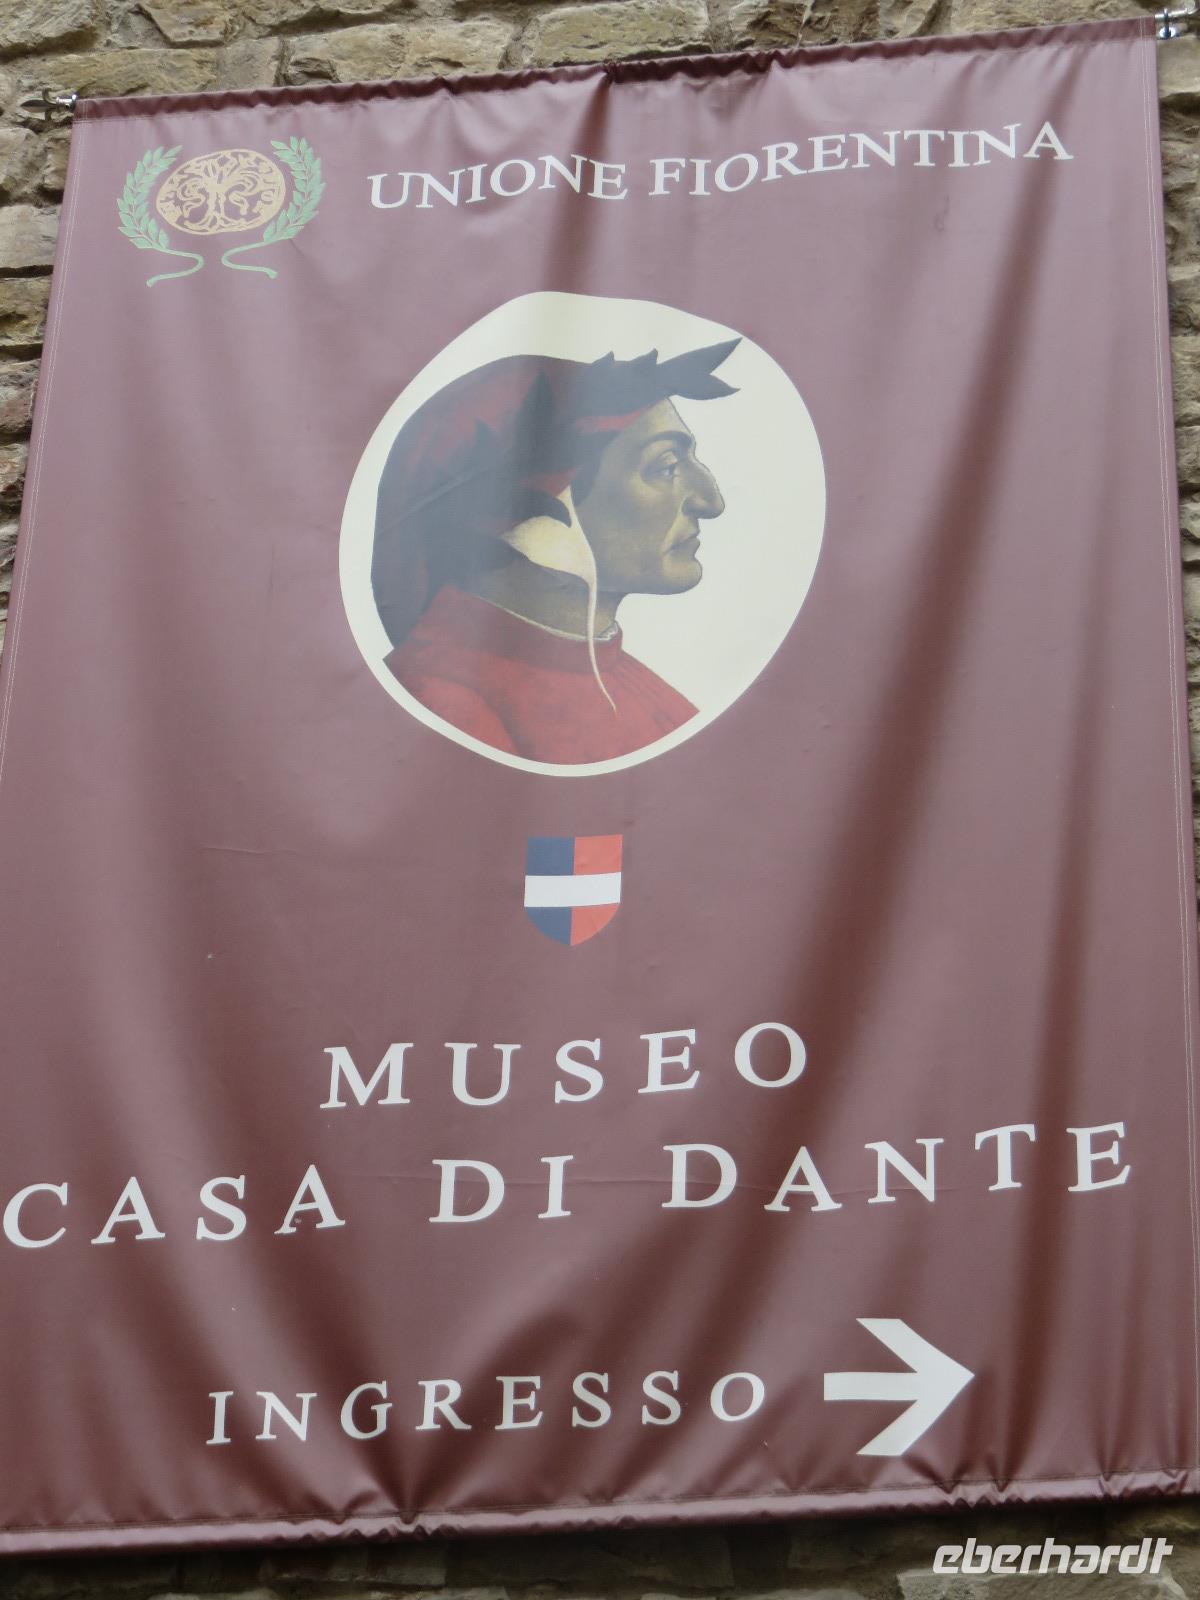 UNIONE FIORENTINA
MUSEO
CASA DI DANTE
INGRESSO
eberhardt